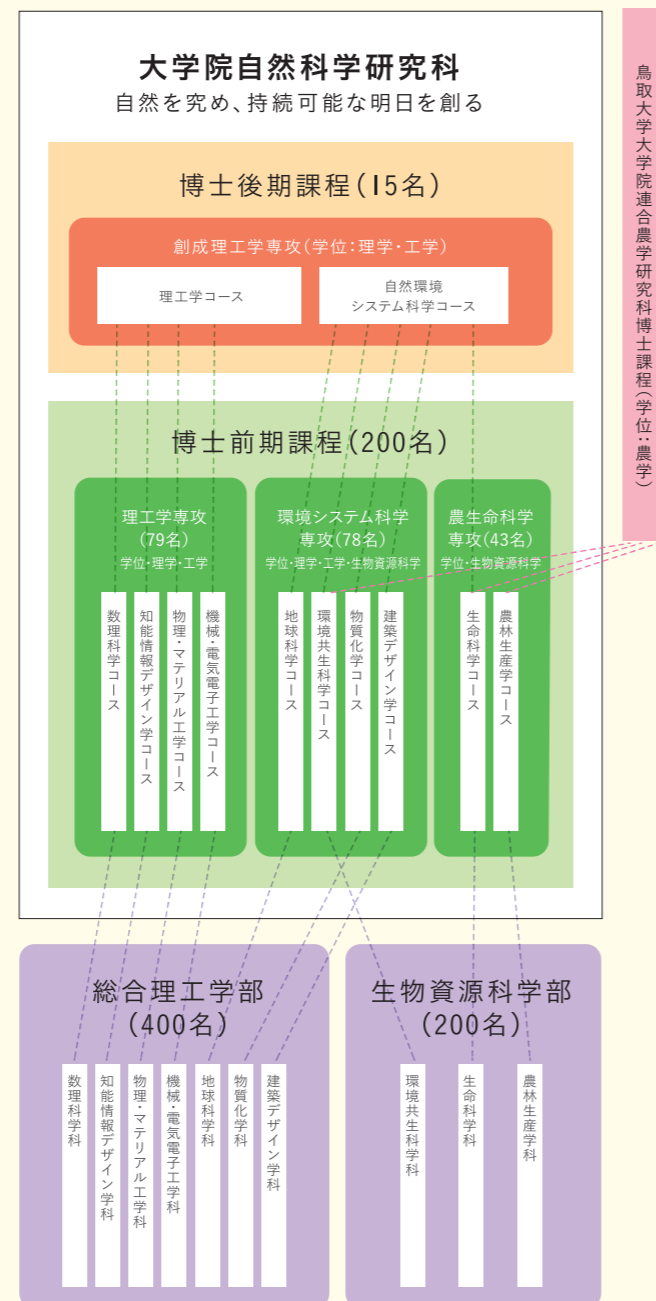 大学院自然科学研究科
自然を究め、持続可能な明日を創る
博士後期課程(15名)
創成理工学専攻(学位:理学・工学)
理工学コース
自然環境
システム科学コース
博士前期課程(200名)
理工学専攻
(79名)
学位・理学・工学
数理科学コース
知能情報デザイン学コース
物理・マテリアル工学コース
機械・電気電子工学コース
環境システム科学
専攻(78名)
学位・理学・工学・生物資源科学
地球科学コース
環境共生科学コース
物質化学コース
建築デザイン学コース
農生命科学
専攻(43名)
学位・生物資源科学
生命科学コース
農林生産学コース
鳥取大学大学院連合農学研究科博士課程(学位:農学)
総合理工学部
(400名)
数理科学科
知能情報デザイン学科
物理・マテリアル工学科
機械・電気電子工学科
地球科学科
物質化学科
建築デザイン学科
生物資源科学部
(200名)
環境共生科学科
生命科学科
農林生産学科